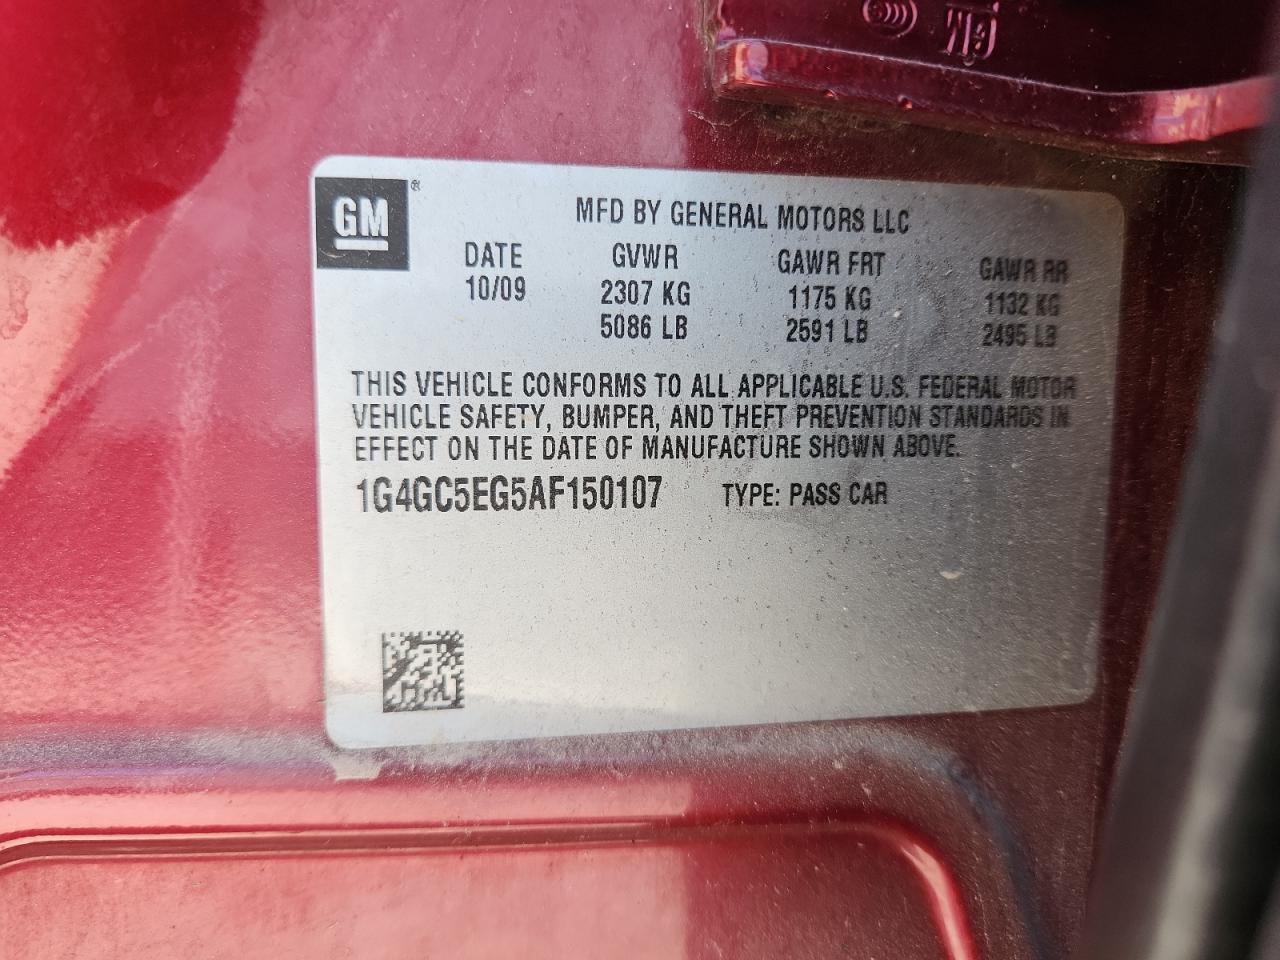 GM®
MFD BY GENERAL MOTORS LLC
DATE GVWR GAWR FRT GAWR RR
10/09 2307 KG 1175 KG 1132 KG
5086 LB 2591 LB 2495 LB
THIS VEHICLE CONFORMS TO ALL APPLICABLE U.S. FEDERAL MOTOR
VEHICLE SAFETY, BUMPER, AND THEFT PREVENTION STANDARDS IN
EFFECT ON THE DATE OF MANUFACTURE SHOWN ABOVE.
1G4GC5EG5AF150107 TYPE: PASS CAR